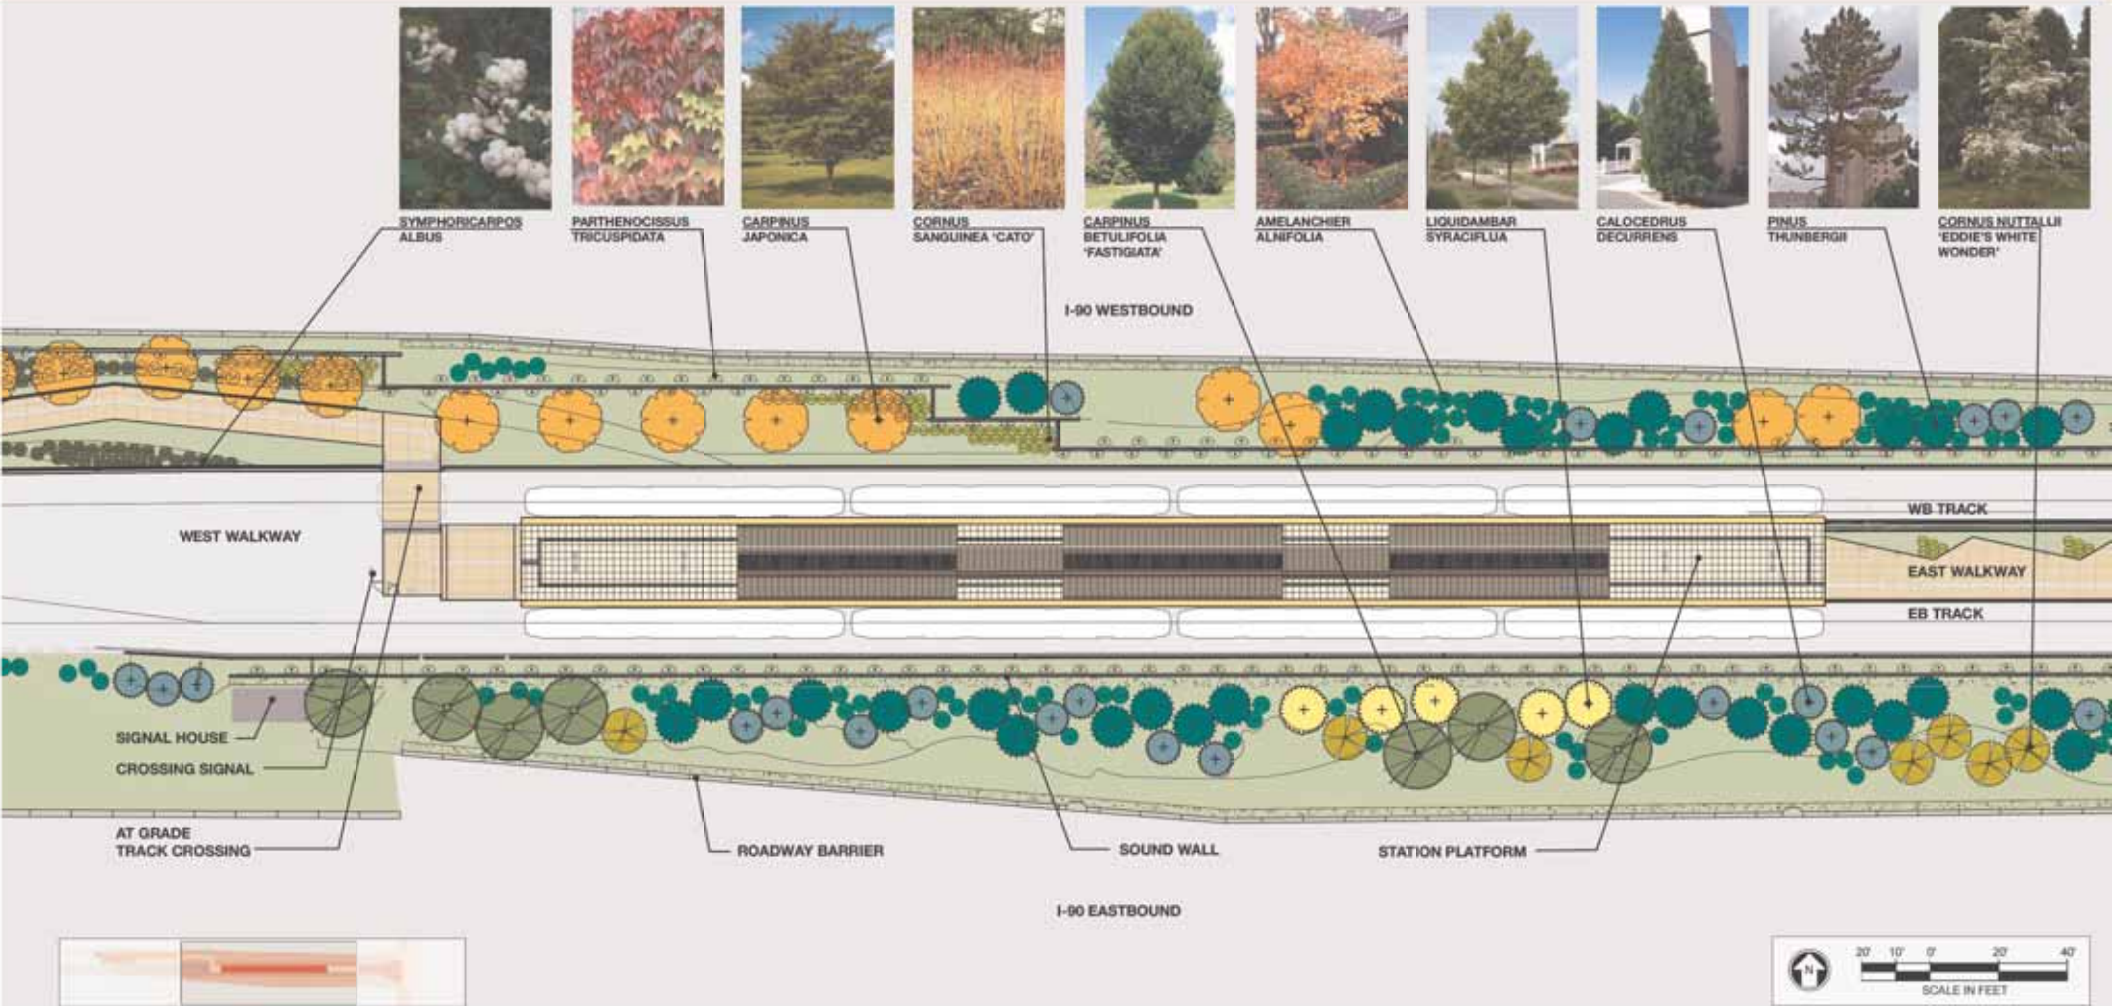 SYMPHORICARPOS
ALBUS
PARTHENOCISSUS
TRICUSPIDATA
CARPINUS
JAPONICA
CORNUS
SANGUINEA 'CATO'
CARPINUS
BETULIFOLIA
'FASTIGIATA'
AMELANCHIER
ALNIFOLIA
LIQUIDAMBAR
SYRACIFLUA
CALOCEDRUS
DECURRENS
PINUS
THUNBERGII
CORNUS NUTTALLII
'EDDIE'S WHITE
WONDER'
I-90 WESTBOUND
WB TRACK
WEST WALKWAY
EAST WALKWAY
EB TRACK
SIGNAL HOUSE
CROSSING SIGNAL
AT GRADE
TRACK CROSSING
ROADWAY BARRIER
SOUND WALL
STATION PLATFORM
I-90 EASTBOUND
N
20' 10' 0' 20' 40'
SCALE IN FEET